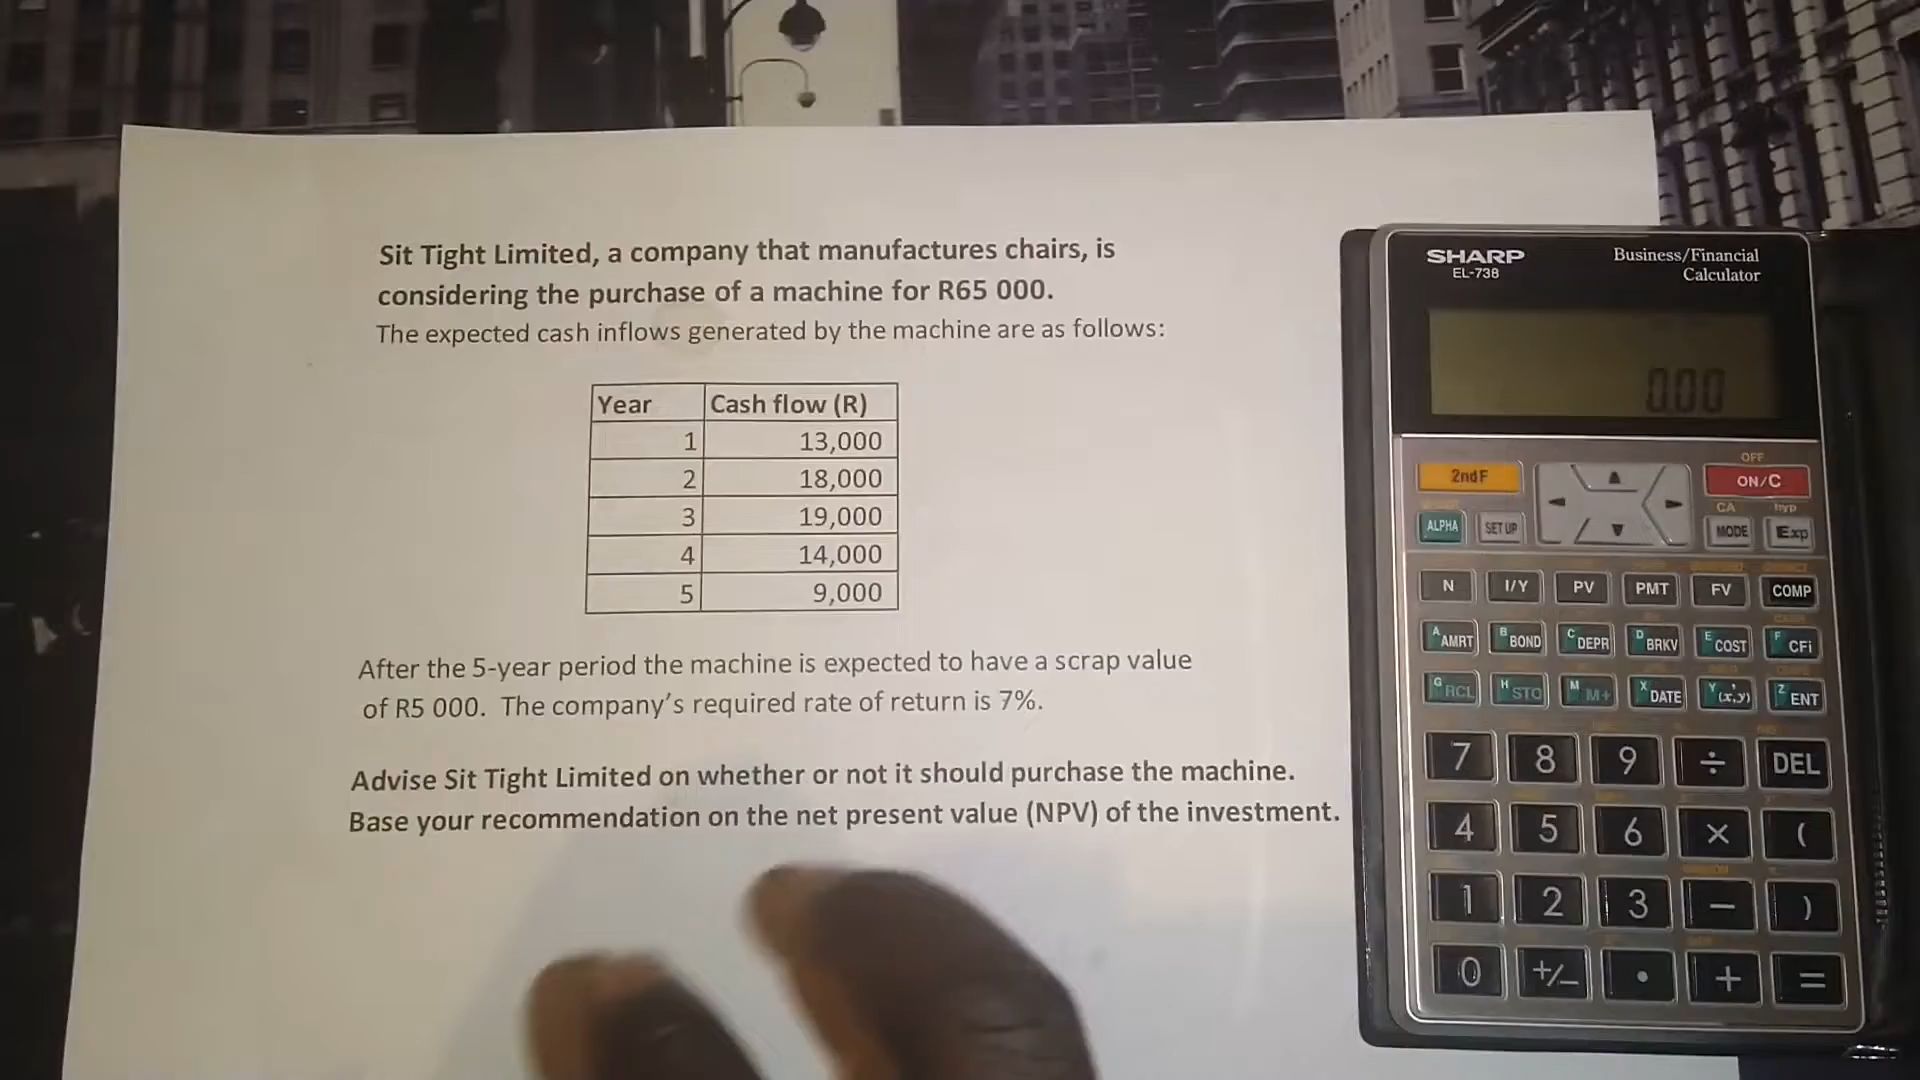 Sit Tight Limited, a company that manufactures chairs, is
considering the purchase of a machine for R65 000.
The expected cash inflows generated by the machine are as follows:
Year Cash flow (R)
1 13,000
2 18,000
3 19,000
4 14,000
5 9,000
After the 5-year period the machine is expected to have a scrap value
of R5 000. The company's required rate of return is 7%.
Advise Sit Tight Limited on whether or not it should purchase the machine.
Base your recommendation on the net present value (NPV) of the investment.
SHARP
EL-738
Business/Financial
Calculator
0.00
OFF
2ndF ON/C
CA hyp
ALPHA SET UP MODE Exp
N I/Y PV PMT FV COMP
A AMRT B BOND C DEPR D BRKV E COST F CFi
G RCL H STO M M+ X DATE Y (x,y) Z ENT
7 8 9 ÷ DEL
4 5 6 × (
1 2 3 − )
0 +/− • + =